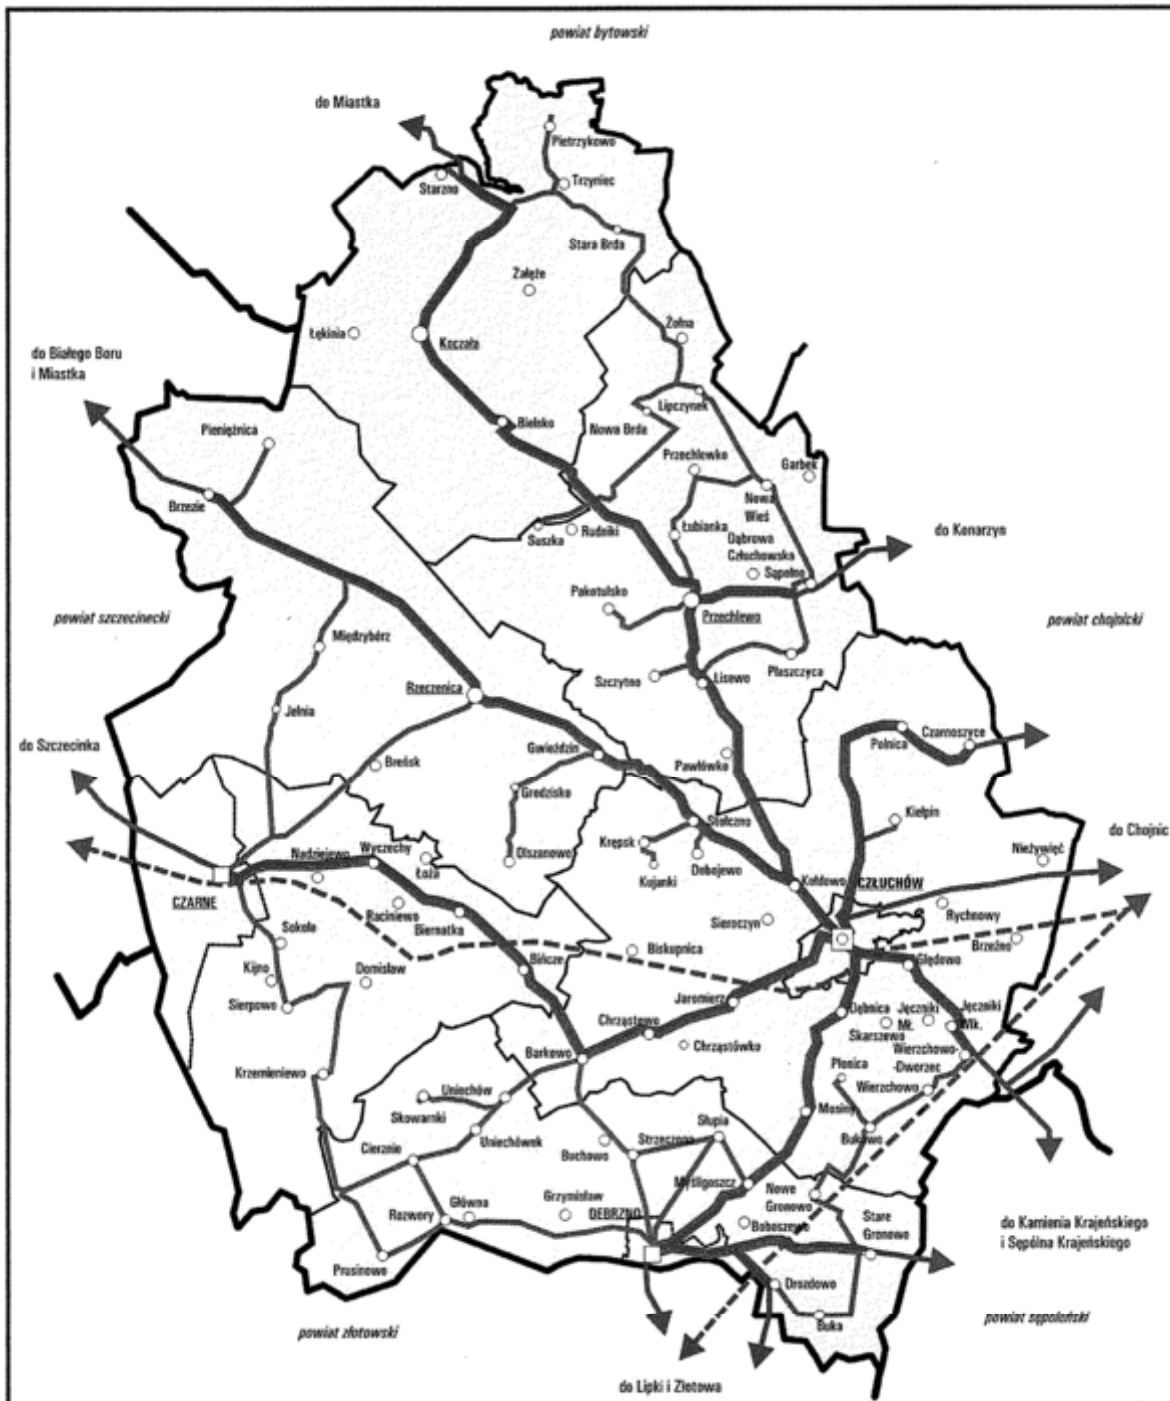 powiat bytowski
do Miastka
Pietrzykowo
Starzno
Trzyniec
Stara Brda
Załęże
Łękinia
Koczała
Żołna
do Białego Boru
i Miastka
Lipczynek
Bielsko
Nowa Brda
Pieniężnica
Przechlewko
Garbek
Brzezie
Nowa
Wieś
Łubianka
Rudniki
Suszka
do Konarzyn
Dąbrowa
Człuchowska
Sąpolno
Pakotulsko
Przechlewo
powiat szczecinecki
powiat chojnicki
Międzybórz
Płaszczyca
Szczytno
Lisewo
Rzeczenica
Jelnia
do Szczecinka
Gwieździn
Polnica
Czarnoszyce
Pawłówko
Breńsk
Grodzisko
Stołczno
Kiełpin
do Chojnic
Krępsk
Nieżywięć
Nadziejewo
Wyczechy
Łoża
Olszanowo
Kujanki
Dobojewo
Kołdowo
CZŁUCHÓW
CZARNE
Raciniewo
Biernatka
Sieroczyn
Rychnowy
Sokole
Biskupnica
Brzeźno
Kijno
Domisław
Bińcze
Ględowo
Sierpowo
Jaromierz
Dębnica
Jęczniki
Mł.
Jęczniki
Wlk.
Chrząstowo
Skarszewo
Chrząstówko
Wierzchowo
-Dworzec
Barkowo
Płonica
Krzemieniewo
Wierzchowo
Uniechów
Skowarnki
Mosiny
Słupia
Uniechówek
Bukowo
Cierznie
Buchowo
Strzeczona
Myśligoszcz
Nowe
Gronowo
Główna
Grzymisław
DEBRZNO
Rozwory
Boboszewo
Stare
Gronowo
do Kamienia Krajeńskiego
i Sępólna Krajeńskiego
Prusinowo
Drozdowo
Buka
powiat złotowski
powiat sępoleński
do Lipki i Złotowa